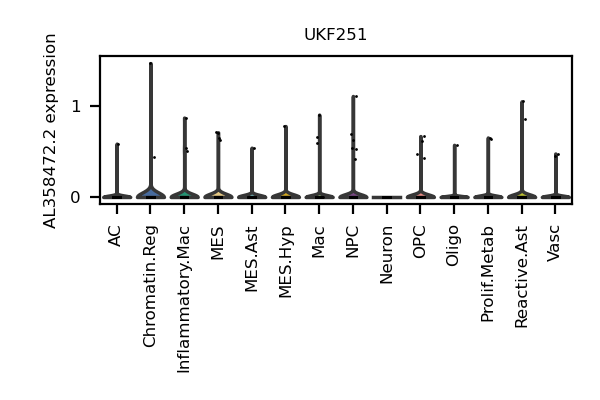 UKF251
AL358472.2 expression
1
0
AC
Chromatin.Reg
Inflammatory.Mac
MES
MES.Ast
MES.Hyp
Mac
NPC
Neuron
OPC
Oligo
Prolif.Metab
Reactive.Ast
Vasc